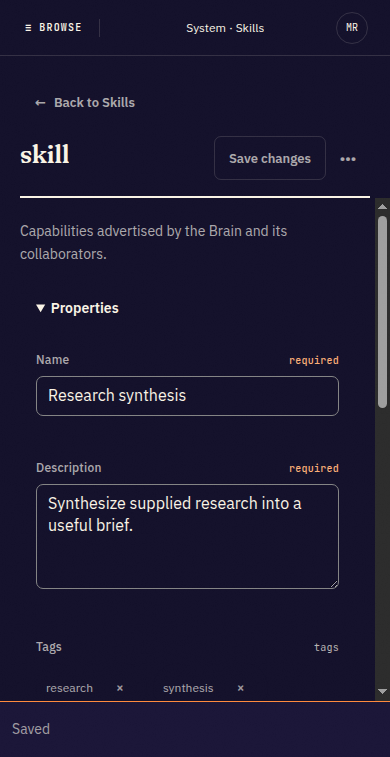 ≡ BROWSE
System · Skills
MR
← Back to Skills
skill
Save changes
•••
Capabilities advertised by the Brain and its
collaborators.
▼ Properties
Name required
Research synthesis
Description required
Synthesize supplied research into a
useful brief.
Tags tags
research × synthesis ×
Saved